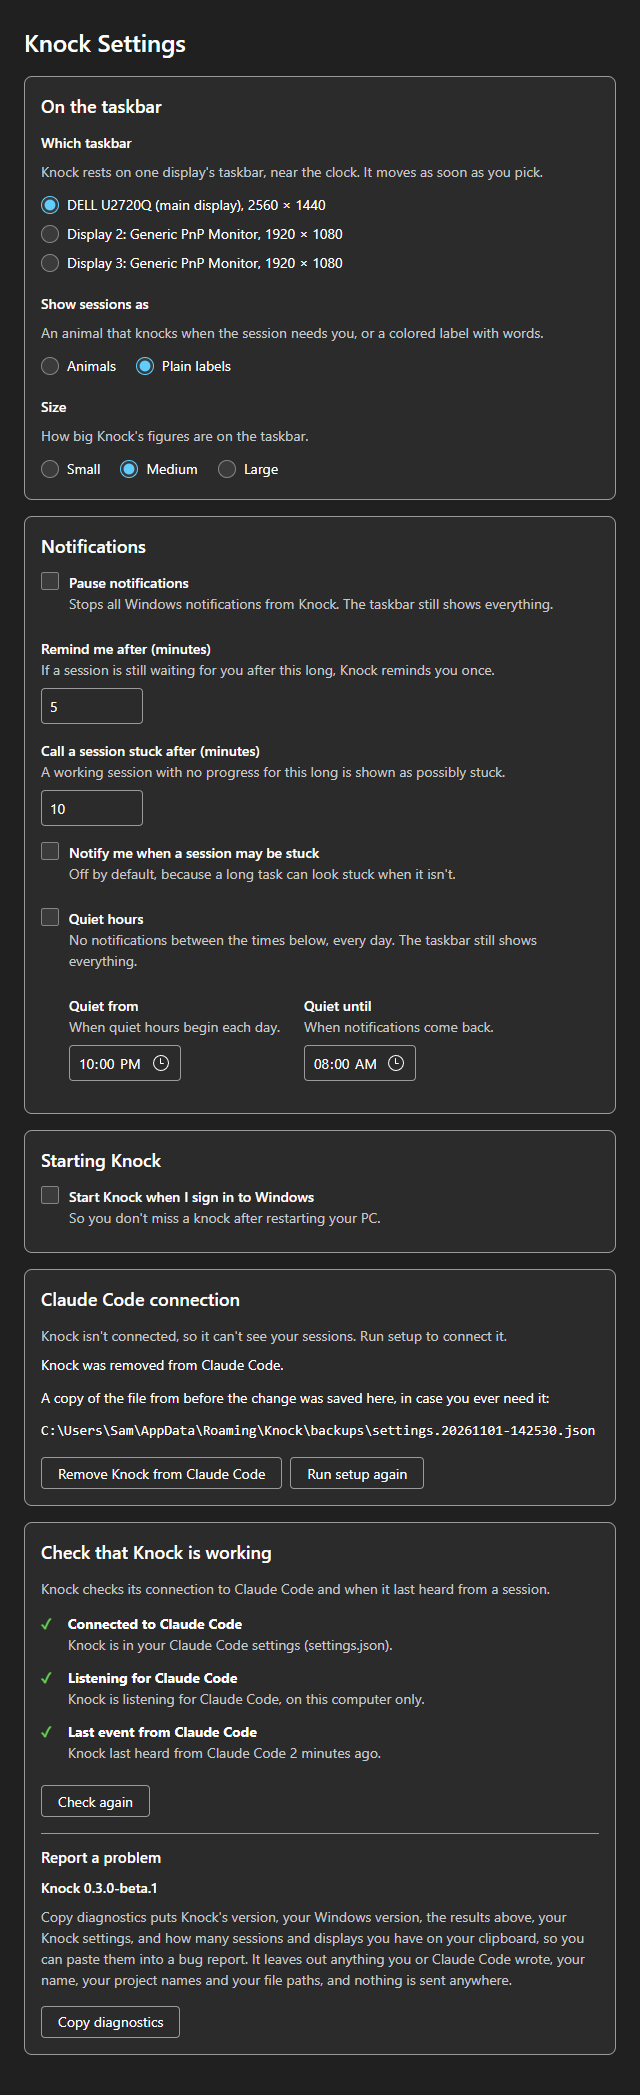 Knock Settings
On the taskbar
Which taskbar
Knock rests on one display's taskbar, near the clock. It moves as soon as you pick.
DELL U2720Q (main display), 2560 × 1440
Display 2: Generic PnP Monitor, 1920 × 1080
Display 3: Generic PnP Monitor, 1920 × 1080
Show sessions as
An animal that knocks when the session needs you, or a colored label with words.
Animals Plain labels
Size
How big Knock's figures are on the taskbar.
Small Medium Large
Notifications
Pause notifications
Stops all Windows notifications from Knock. The taskbar still shows everything.
Remind me after (minutes)
If a session is still waiting for you after this long, Knock reminds you once.
5
Call a session stuck after (minutes)
A working session with no progress for this long is shown as possibly stuck.
10
Notify me when a session may be stuck
Off by default, because a long task can look stuck when it isn't.
Quiet hours
No notifications between the times below, every day. The taskbar still shows
everything.
Quiet from Quiet until
When quiet hours begin each day. When notifications come back.
10:00 PM 08:00 AM
Starting Knock
Start Knock when I sign in to Windows
So you don't miss a knock after restarting your PC.
Claude Code connection
Knock isn't connected, so it can't see your sessions. Run setup to connect it.
Knock was removed from Claude Code.
A copy of the file from before the change was saved here, in case you ever need it:
C:\Users\Sam\AppData\Roaming\Knock\backups\settings.20261101-142530.json
Remove Knock from Claude Code Run setup again
Check that Knock is working
Knock checks its connection to Claude Code and when it last heard from a session.
Connected to Claude Code
Knock is in your Claude Code settings (settings.json).
Listening for Claude Code
Knock is listening for Claude Code, on this computer only.
Last event from Claude Code
Knock last heard from Claude Code 2 minutes ago.
Check again
Report a problem
Knock 0.3.0-beta.1
Copy diagnostics puts Knock's version, your Windows version, the results above, your
Knock settings, and how many sessions and displays you have on your clipboard, so you
can paste them into a bug report. It leaves out anything you or Claude Code wrote, your
name, your project names and your file paths, and nothing is sent anywhere.
Copy diagnostics